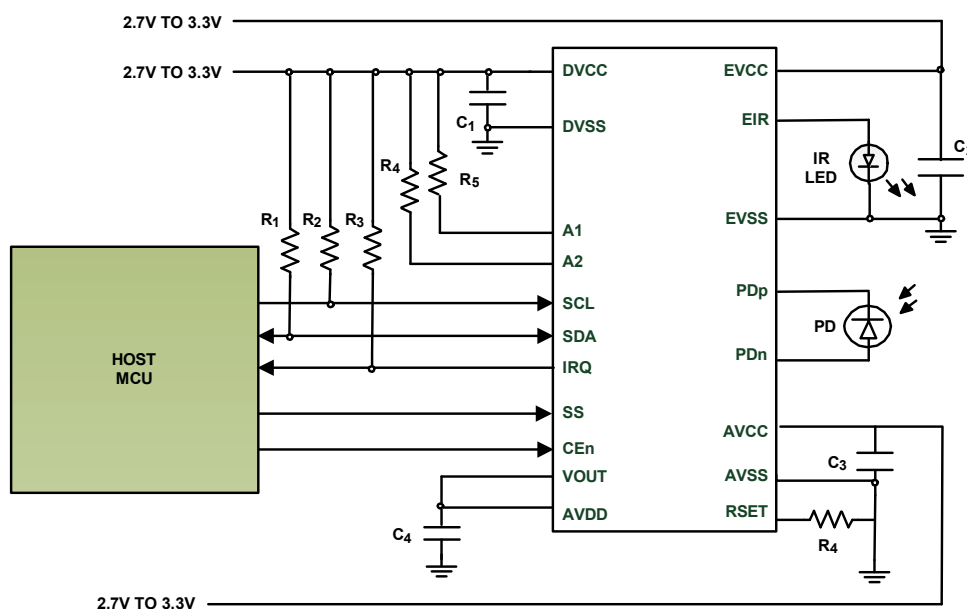 2.7V TO 3.3V
2.7V TO 3.3V
DVCC
EVCC
EIR
C1
DVSS
R4
R5
IR
LED
R1
R2
R3
A1
EVSS
A2
PDp
SCL
PD
SDA
HOST
MCU
PDn
IRQ
SS
AVCC
CEn
C3
VOUT
AVSS
AVDD
RSET
C4
R4
2.7V TO 3.3V